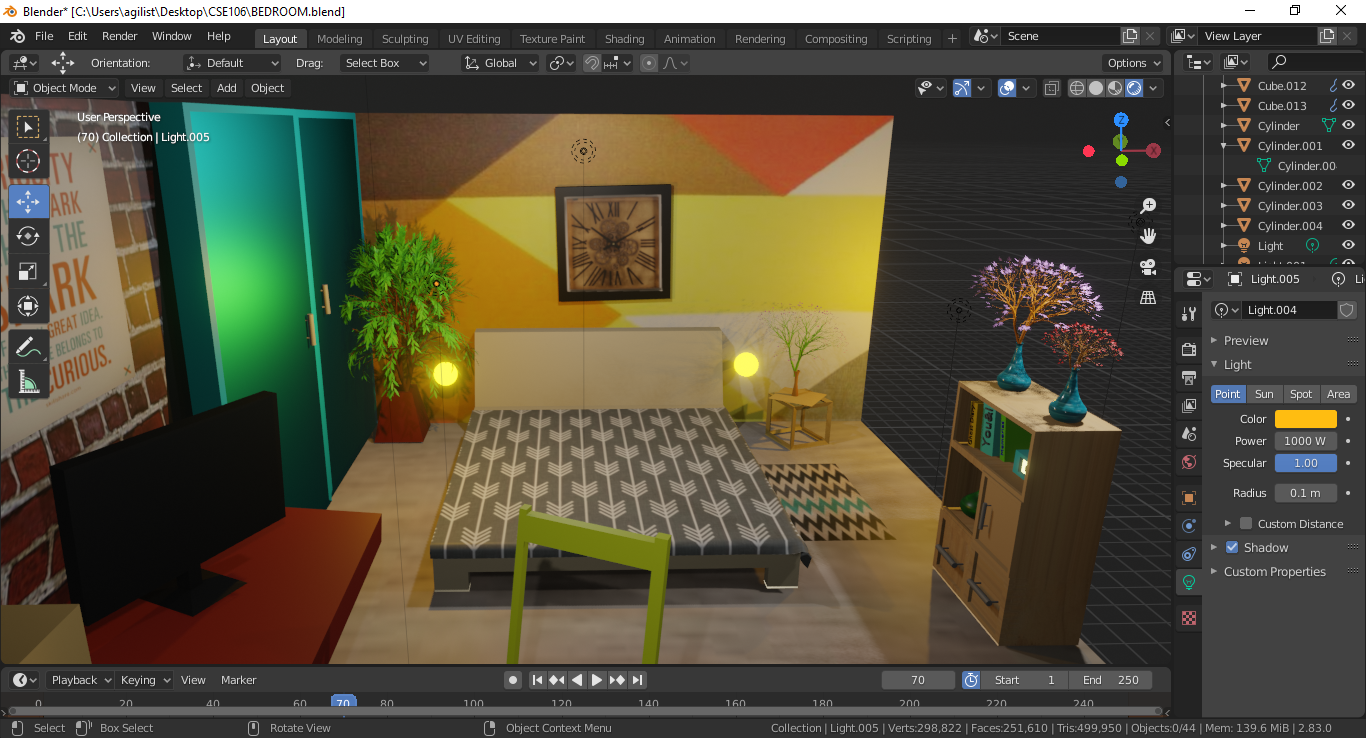 Blender* [C:\Users\agilist\Desktop\CSE106\BEDROOM.blend]
File Edit Render Window Help Layout Modeling Sculpting UV Editing Texture Paint Shading Animation Rendering Compositing Scripting + Scene View Layer
Orientation: Default Drag: Select Box Global Options
Object Mode View Select Add Object
User Perspective
(70) Collection | Light.005
Z
X
Cube.012
Cube.013
Cylinder
Cylinder.001
Cylinder.00
Cylinder.002
Cylinder.003
Cylinder.004
Light
Light.005 Li
Light.004
Preview
Light
Point Sun Spot Area
Color
Power 1000 W
Specular 1.00
Radius 0.1 m
Custom Distance
Shadow
Custom Properties
THE
GREAT IDEA.
BELONGS TO
CURIOUS.
XII
Playback Keying View Marker 70 Start 1 End 250
0 20 40 70 80 100 120 140 160 180 200 220 240
Select Box Select Rotate View Object Context Menu Collection | Light.005 | Verts:298,822 | Faces:251,610 | Tris:499,950 | Objects:0/44 | Mem: 139.6 MiB | 2.83.0